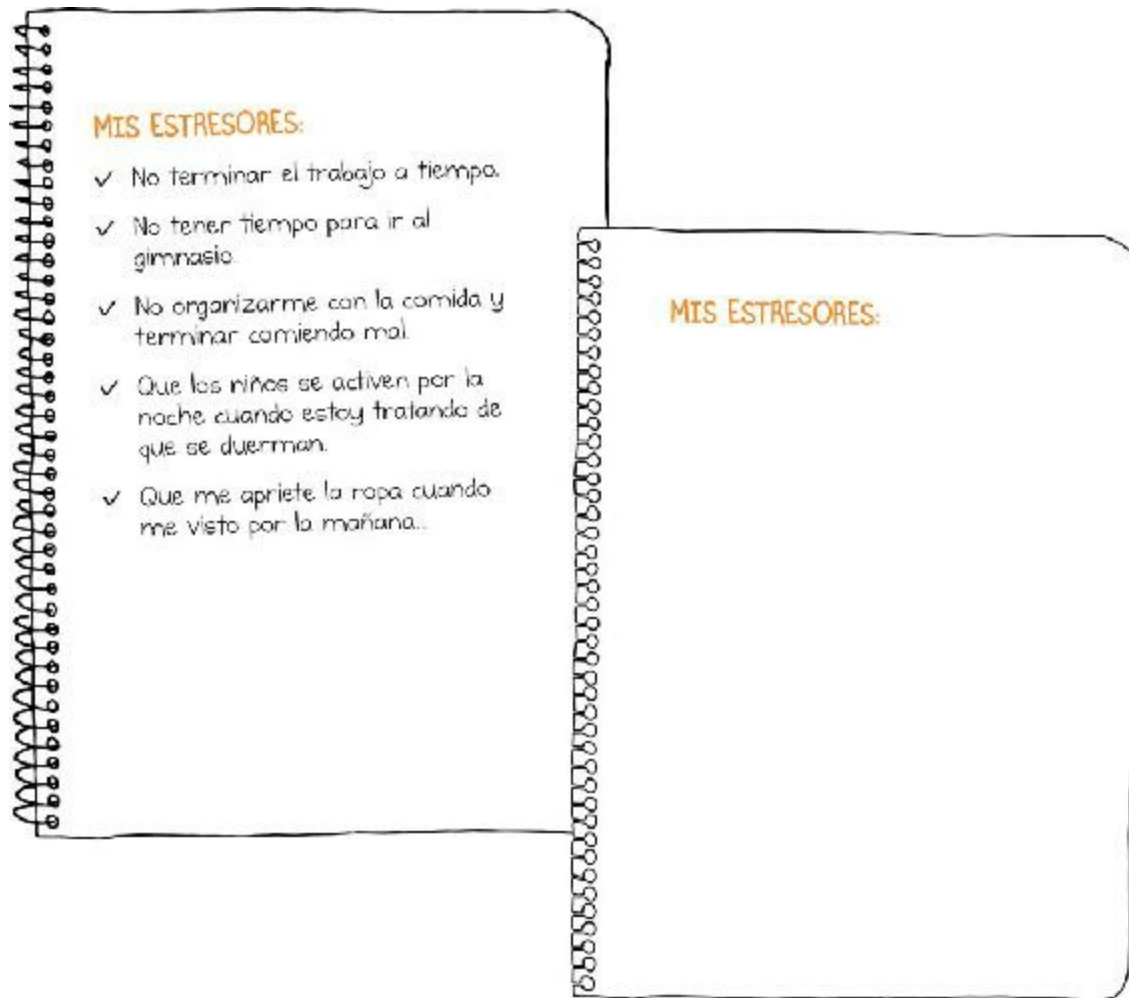 MIS ESTRESORES:
✓ No terminar el trabajo a tiempo.
✓ No tener tiempo para ir al
gimnasio.
✓ No organizarme con la comida y
terminar comiendo mal.
✓ Que los niños se activen por la
noche cuando estoy tratando de
que se duerman.
✓ Que me apriete la ropa cuando
me visto por la mañana...
MIS ESTRESORES: